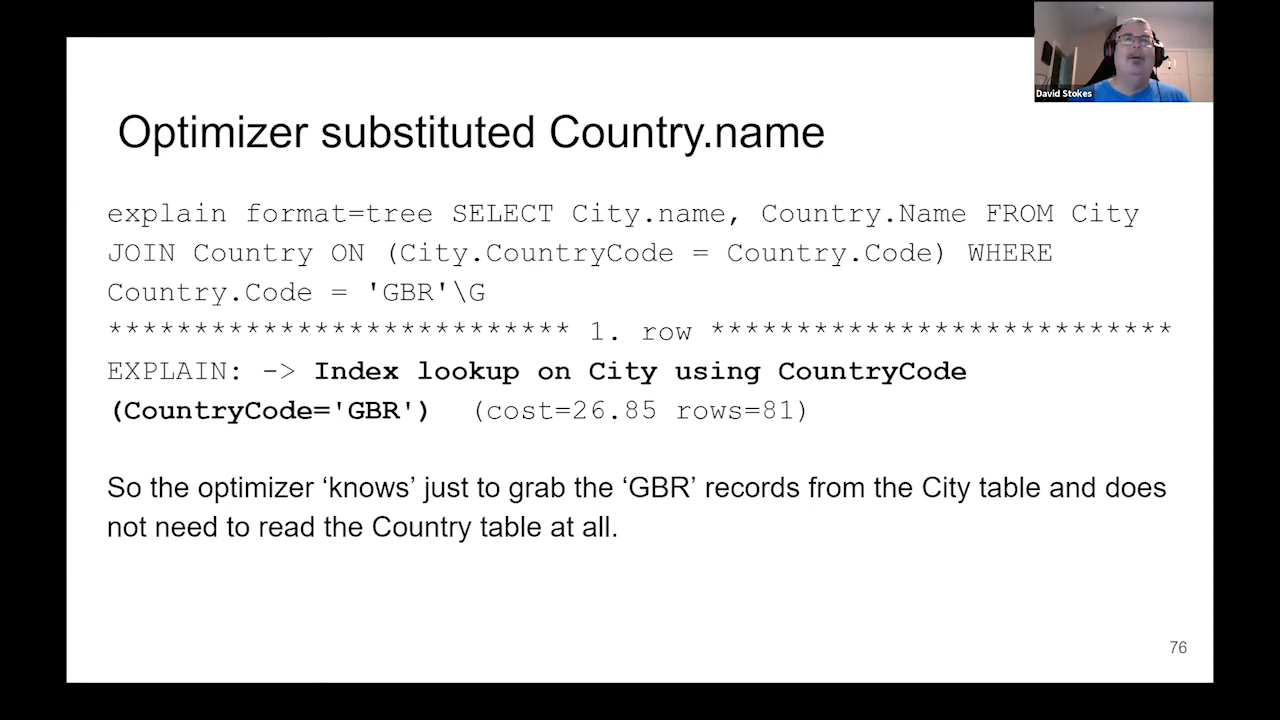 David Stokes
Optimizer substituted Country.name
explain format=tree SELECT City.name, Country.Name FROM City
JOIN Country ON (City.CountryCode = Country.Code) WHERE
Country.Code = 'GBR'\G
*************************** 1. row ***************************
EXPLAIN: -> Index lookup on City using CountryCode
(CountryCode='GBR')  (cost=26.85 rows=81)
So the optimizer ‘knows’ just to grab the ‘GBR’ records from the City table and does
not need to read the Country table at all.
76